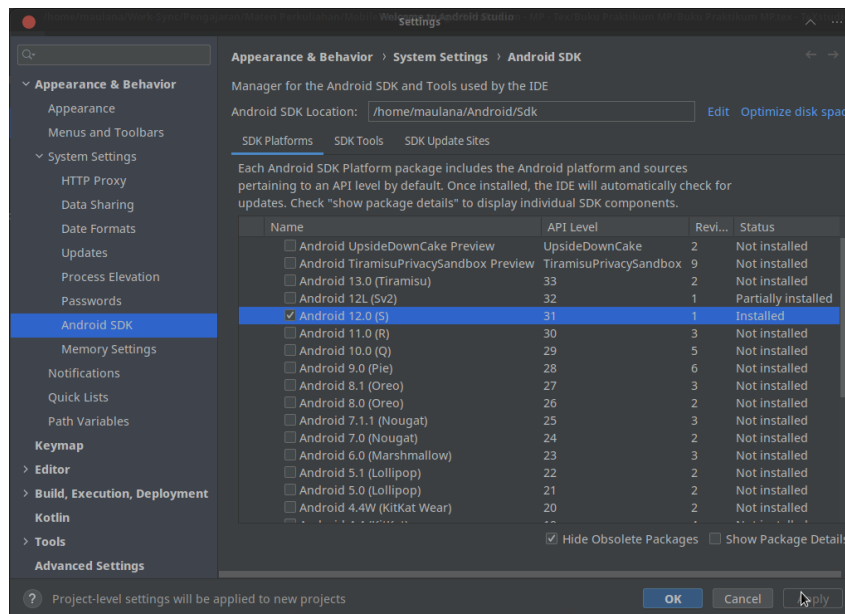 Welcome to Android Studio
Settings
Appearance & Behavior
Appearance
Menus and Toolbars
System Settings
HTTP Proxy
Data Sharing
Date Formats
Updates
Process Elevation
Passwords
Android SDK
Memory Settings
Notifications
Quick Lists
Path Variables
Keymap
Editor
Build, Execution, Deployment
Kotlin
Tools
Advanced Settings
Appearance & Behavior › System Settings › Android SDK
Manager for the Android SDK and Tools used by the IDE
Android SDK Location: /home/maulana/Android/Sdk Edit Optimize disk spac
SDK Platforms SDK Tools SDK Update Sites
Each Android SDK Platform package includes the Android platform and sources
pertaining to an API level by default. Once installed, the IDE will automatically check for
updates. Check "show package details" to display individual SDK components.
Name API Level Revi... Status
Android UpsideDownCake Preview UpsideDownCake 2 Not installed
Android TiramisuPrivacySandbox Preview TiramisuPrivacySandbox 9 Not installed
Android 13.0 (Tiramisu) 33 2 Not installed
Android 12L (Sv2) 32 1 Partially installed
Android 12.0 (S) 31 1 Installed
Android 11.0 (R) 30 3 Not installed
Android 10.0 (Q) 29 5 Not installed
Android 9.0 (Pie) 28 6 Not installed
Android 8.1 (Oreo) 27 3 Not installed
Android 8.0 (Oreo) 26 2 Not installed
Android 7.1.1 (Nougat) 25 3 Not installed
Android 7.0 (Nougat) 24 2 Not installed
Android 6.0 (Marshmallow) 23 3 Not installed
Android 5.1 (Lollipop) 22 2 Not installed
Android 5.0 (Lollipop) 21 2 Not installed
Android 4.4W (KitKat Wear) 20 2 Not installed
Hide Obsolete Packages Show Package Detail
? Project-level settings will be applied to new projects
OK Cancel Apply